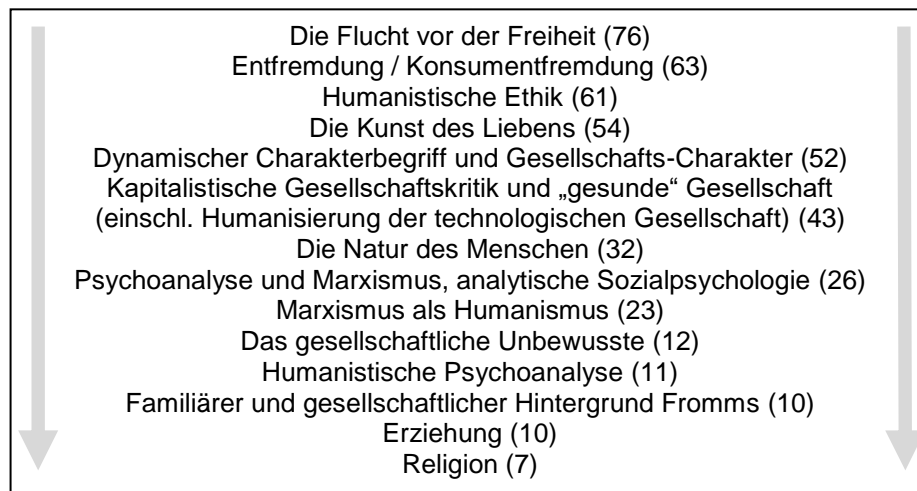 Die Flucht vor der Freiheit (76)
Entfremdung / Konsumentfremdung (63)
Humanistische Ethik (61)
Die Kunst des Liebens (54)
Dynamischer Charakterbegriff und Gesellschafts-Charakter (52)
Kapitalistische Gesellschaftskritik und „gesunde“ Gesellschaft
(einschl. Humanisierung der technologischen Gesellschaft) (43)
Die Natur des Menschen (32)
Psychoanalyse und Marxismus, analytische Sozialpsychologie (26)
Marxismus als Humanismus (23)
Das gesellschaftliche Unbewusste (12)
Humanistische Psychoanalyse (11)
Familiärer und gesellschaftlicher Hintergrund Fromms (10)
Erziehung (10)
Religion (7)